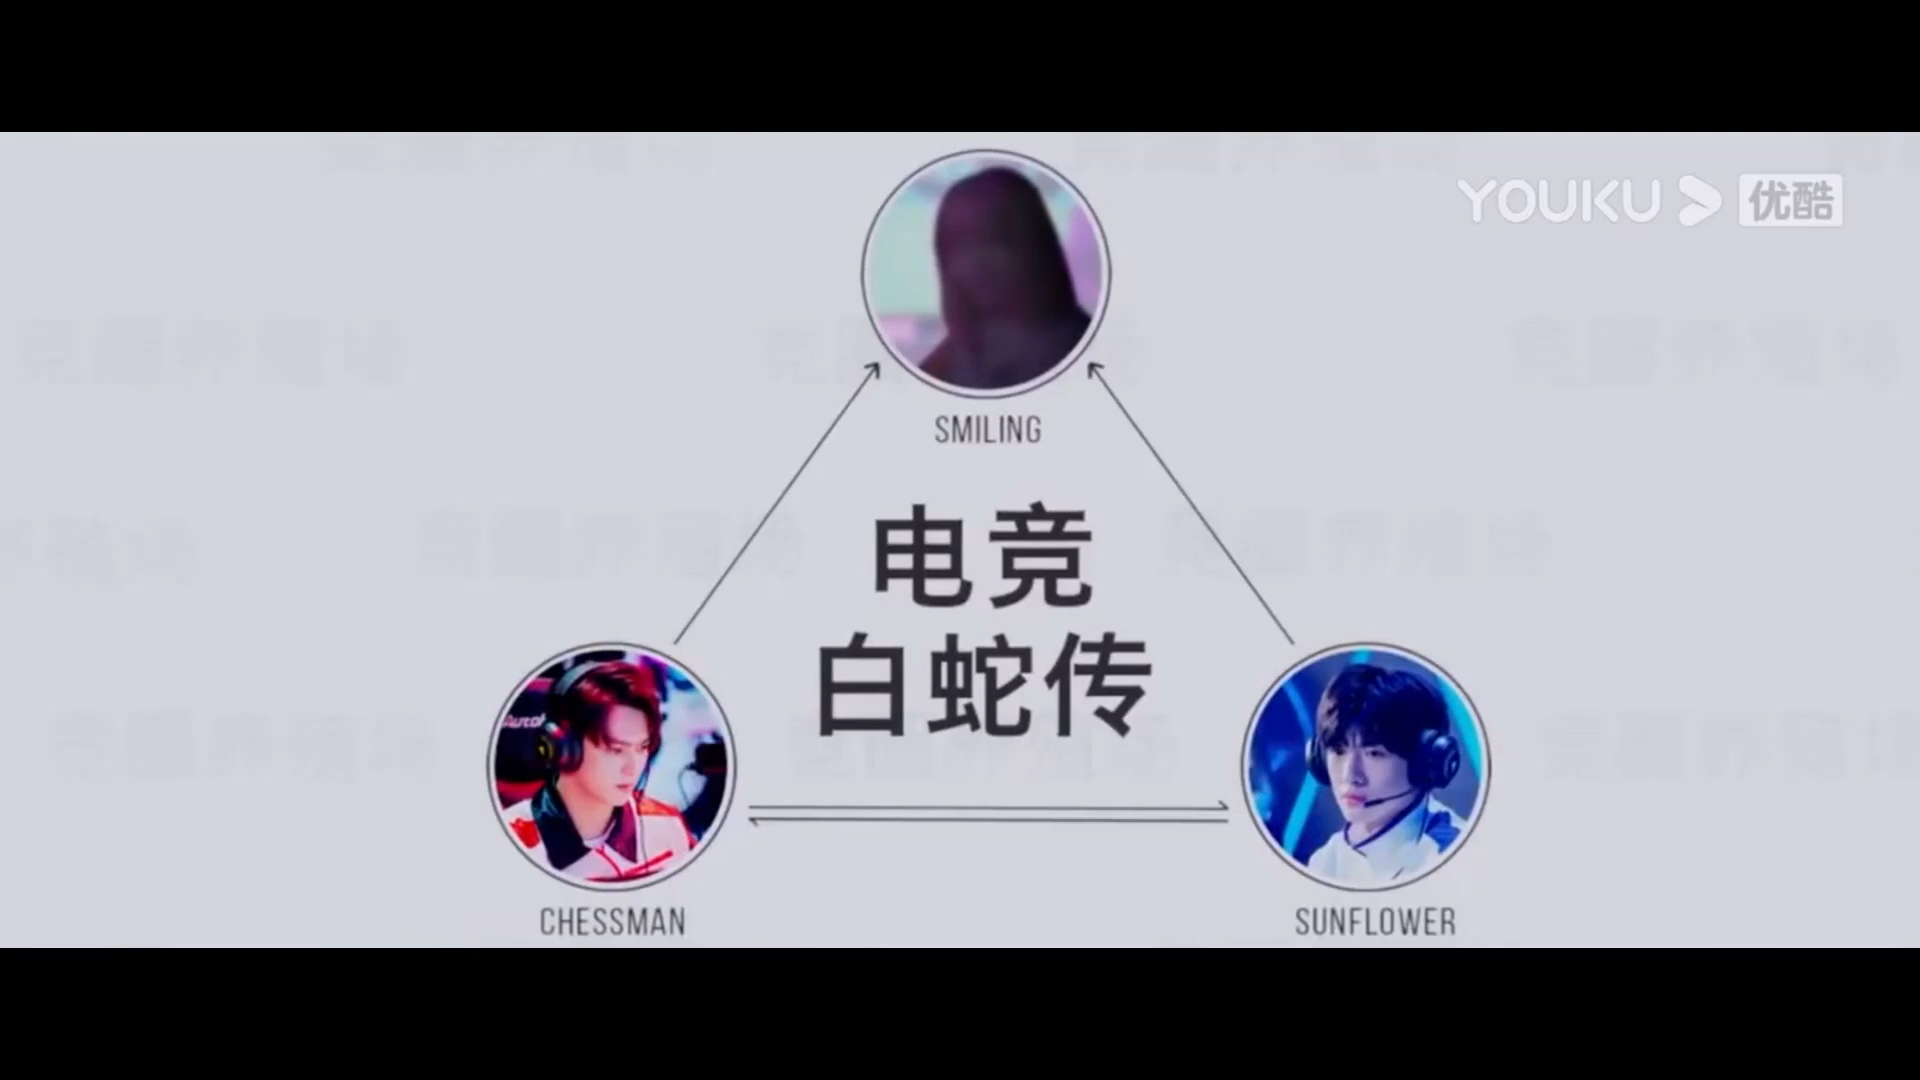 YOUKU 优酷
SMILING
电竞
白蛇传
CHESSMAN
SUNFLOWER